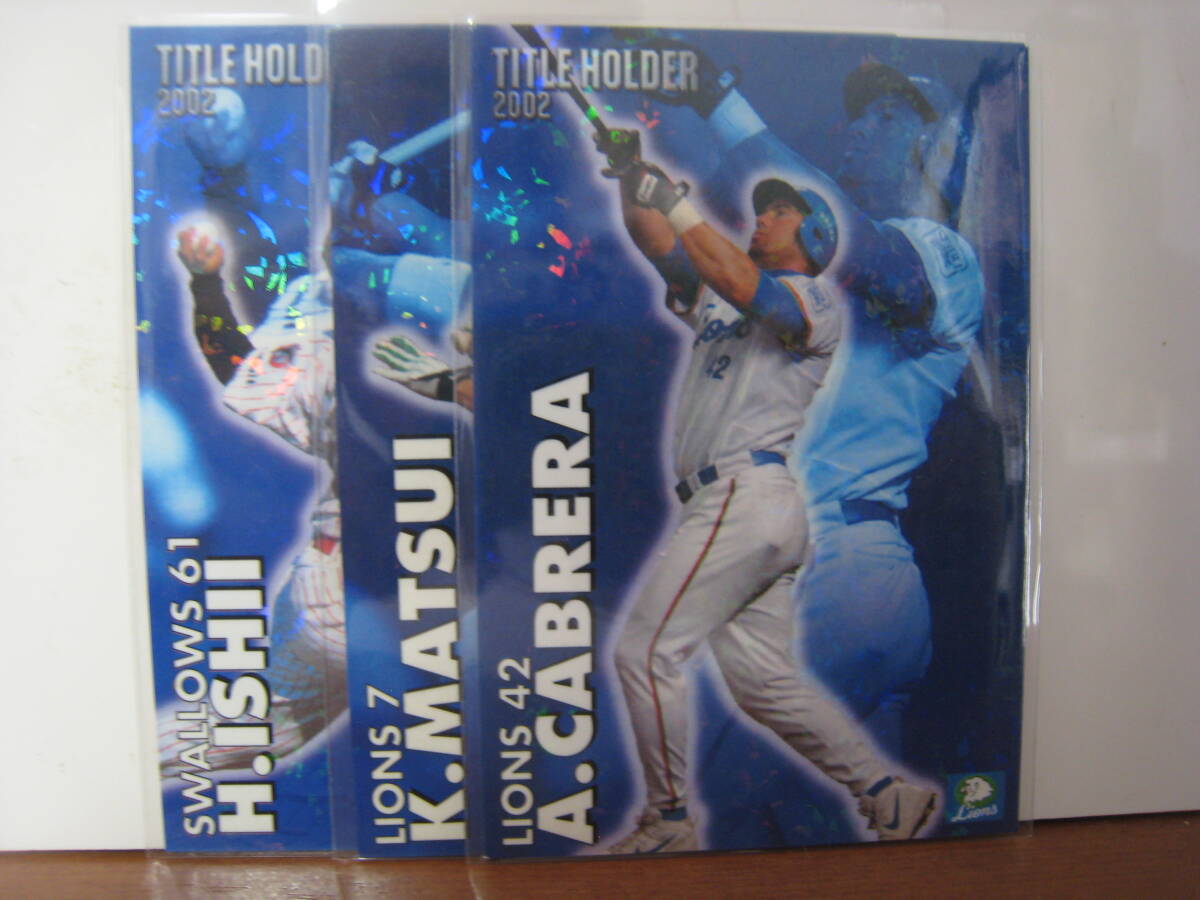 TITLE HOLD
2002
SWALLOWS 61
H.ISHII
LIONS 7
K.MATSUI
TITLE HOLDER
2002
LIONS 42
A.CABRERA
42
Lions